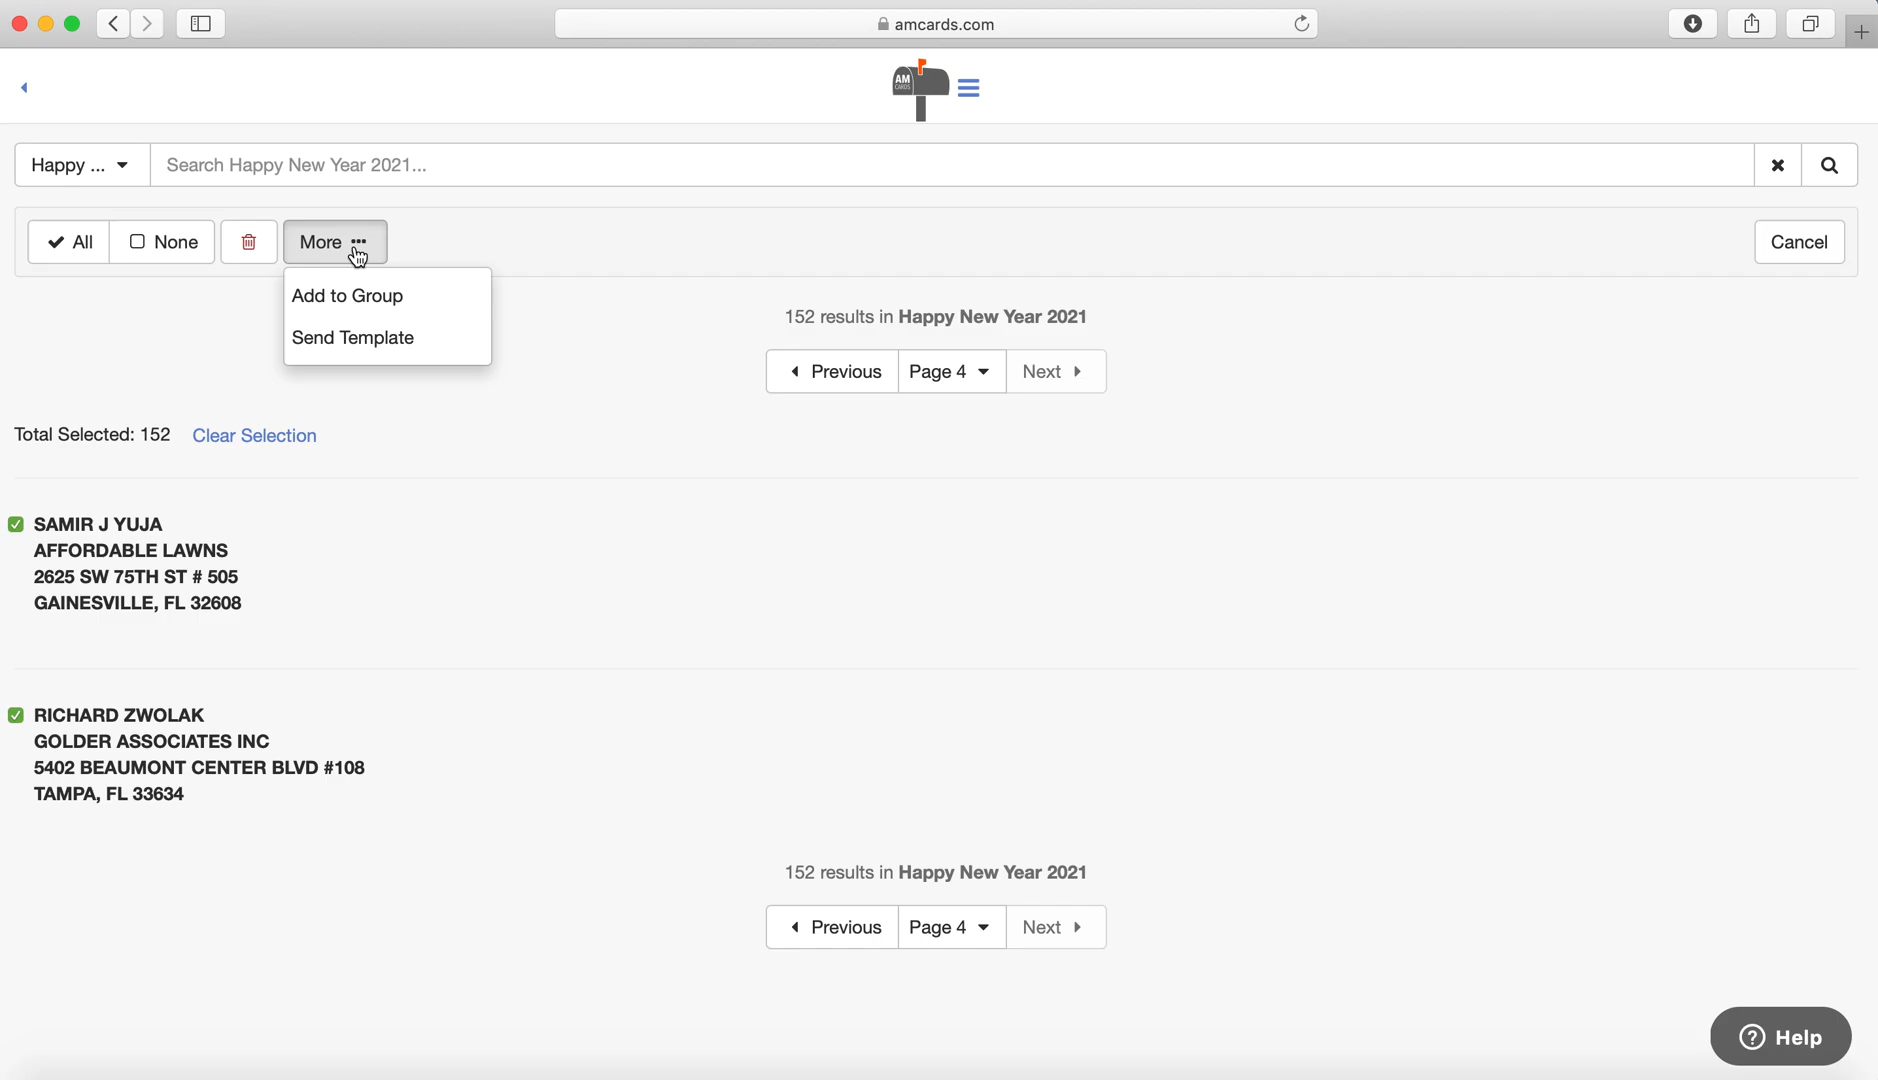 amcards.com
AM
CARDS
Happy ...
Search Happy New Year 2021...
All
None
More
Cancel
Add to Group
Send Template
152 results in Happy New Year 2021
Previous
Page 4
Next
Total Selected: 152 Clear Selection
SAMIR J YUJA
AFFORDABLE LAWNS
2625 SW 75TH ST # 505
GAINESVILLE, FL 32608
RICHARD ZWOLAK
GOLDER ASSOCIATES INC
5402 BEAUMONT CENTER BLVD #108
TAMPA, FL 33634
152 results in Happy New Year 2021
Previous
Page 4
Next
? Help